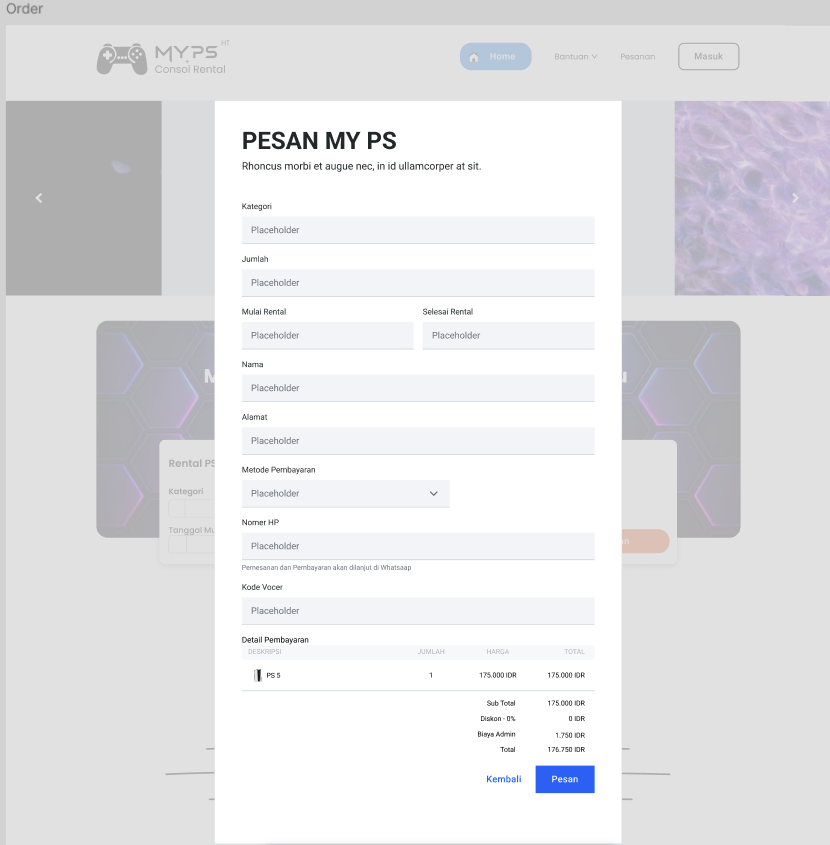 Order
MY.PS HT
Consol Rental
Home Bantuan Pesanan Masuk
PESAN MY PS
Rhoncus morbi et augue nec, in id ullamcorper at sit.
Kategori
Placeholder
Jumlah
Placeholder
Mulai Rental Selesai Rental
Placeholder Placeholder
Nama
Placeholder
Alamat
Placeholder
Metode Pembayaran
Placeholder
Nomer HP
Placeholder
Pemesanan dan Pembayaran akan dilanjut di Whatsaap
Kode Vocer
Placeholder
Detail Pembayaran
DESKRIPSI JUMLAH HARGA TOTAL
PS 5 1 175.000 IDR 175.000 IDR
Sub Total 175.000 IDR
Diskon - 0% 0 IDR
Biaya Admin 1.750 IDR
Total 176.750 IDR
Kembali Pesan
Rental PS
Kategori
Tanggal Mu